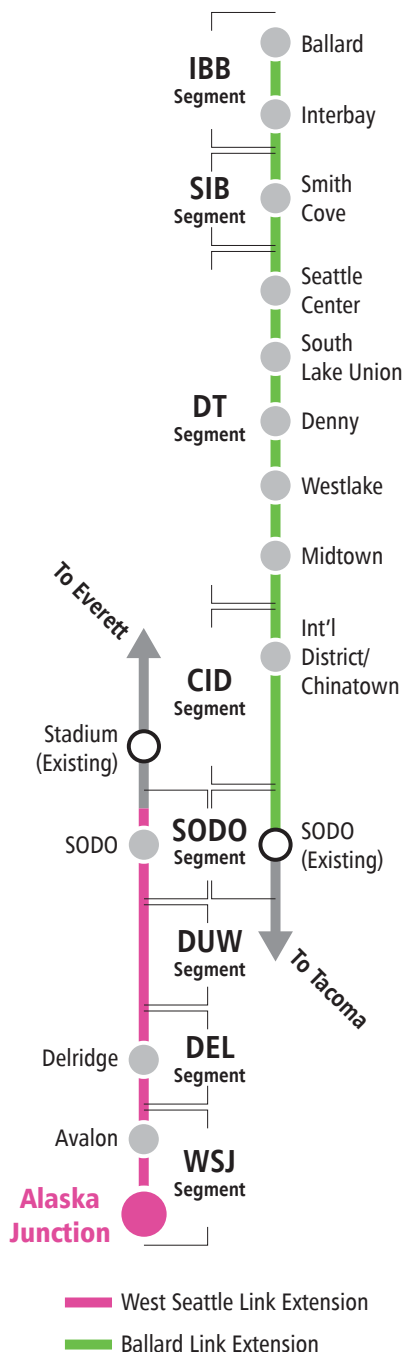 IBB
Segment
Ballard
Interbay
SIB
Segment
Smith
Cove
Seattle
Center
South
Lake Union
DT
Segment
Denny
Westlake
Midtown
To Everett
Int'l
District/
Chinatown
CID
Segment
Stadium
(Existing)
SODO
SODO
Segment
SODO
(Existing)
DUW
Segment
To Tacoma
Delridge
DEL
Segment
Avalon
WSJ
Segment
Alaska
Junction
West Seattle Link Extension
Ballard Link Extension